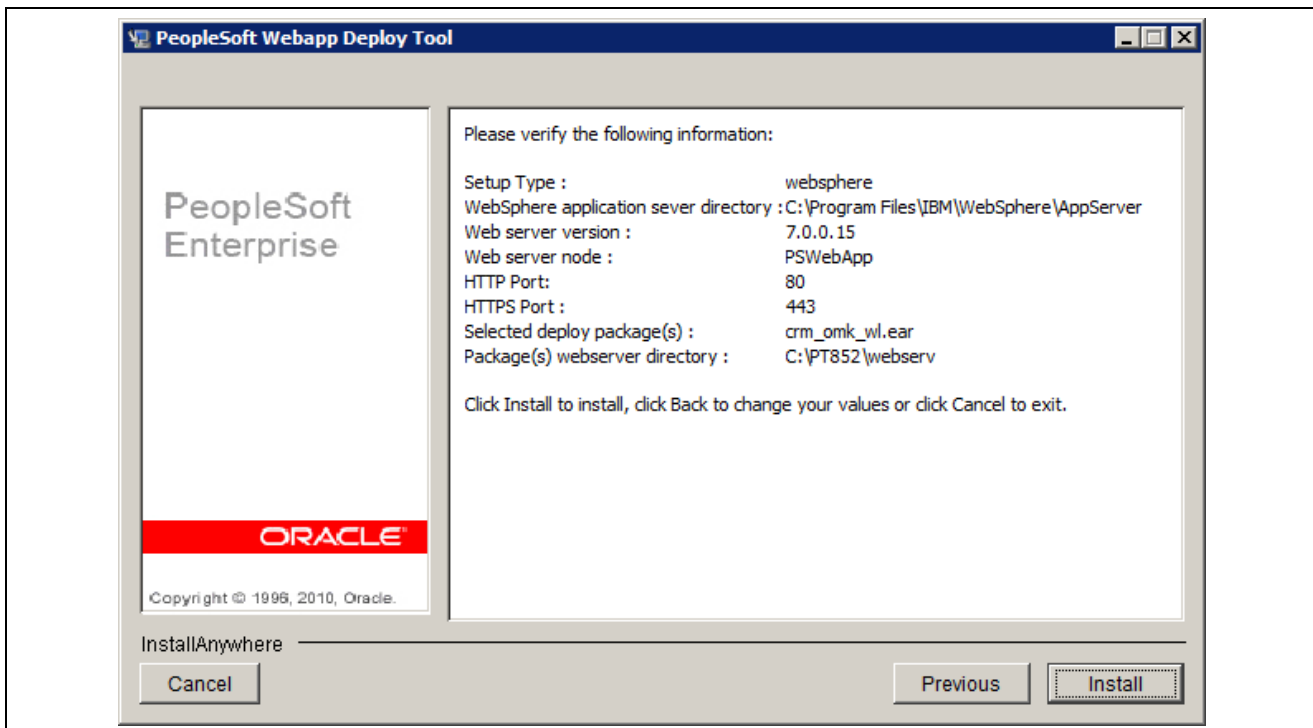 PeopleSoft Webapp Deploy Tool
PeopleSoft
Enterprise
ORACLE®
Copyright © 1996, 2010, Oracle.
Please verify the following information:
Setup Type : websphere
WebSphere application sever directory :C:\Program Files\IBM\WebSphere\AppServer
Web server version : 7.0.0.15
Web server node : PSWebApp
HTTP Port: 80
HTTPS Port : 443
Selected deploy package(s) : crm_omk_wl.ear
Package(s) webserver directory : C:\PT852\webserv
Click Install to install, click Back to change your values or click Cancel to exit.
InstallAnywhere
Cancel Previous Install